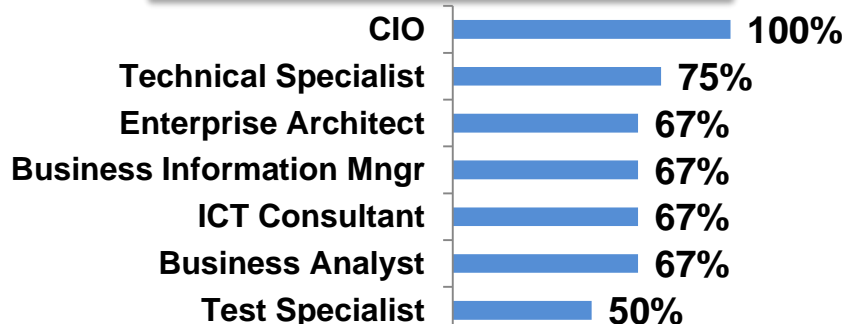 CIO 100%
Technical Specialist 75%
Enterprise Architect 67%
Business Information Mngr 67%
ICT Consultant 67%
Business Analyst 67%
Test Specialist 50%